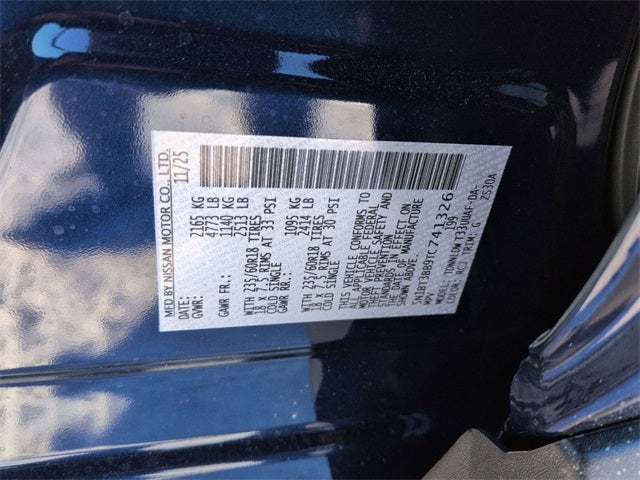 MFD BY NISSAN MOTOR CO., LTD.
DATE: 11/25
GVWR: 2165 KG
4773 LB
GAWR FR.: 1140 KG
2513 LB
WITH 235/60R18 TIRES
18 X 7.5 RIMS AT 33 PSI
COLD SINGLE
GAWR RR.: 1095 KG
2414 LB
WITH 235/60R18 TIRES
18 X 7.5 RIMS AT 30 PSI
COLD SINGLE
THIS VEHICLE CONFORMS TO
ALL APPLICABLE FEDERAL
MOTOR VEHICLE SAFETY AND
THEFT PREVENTION
STANDARDS IN EFFECT ON
THE DATE OF MANUFACTURE
SHOWN ABOVE.
741326
MPV
COLOR: RCJ TRIM: G
ZS30A